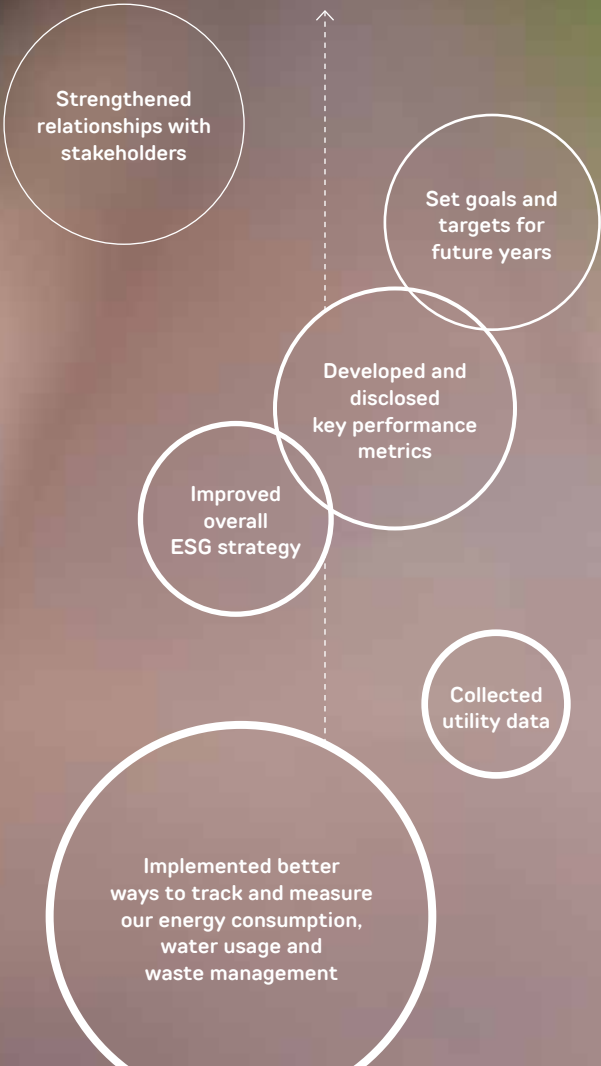 Strengthened
relationships with
stakeholders
Set goals and
targets for
future years
Developed and
disclosed
key performance
metrics
Improved
overall
ESG strategy
Collected
utility data
Implemented better
ways to track and measure
our energy consumption,
water usage and
waste management